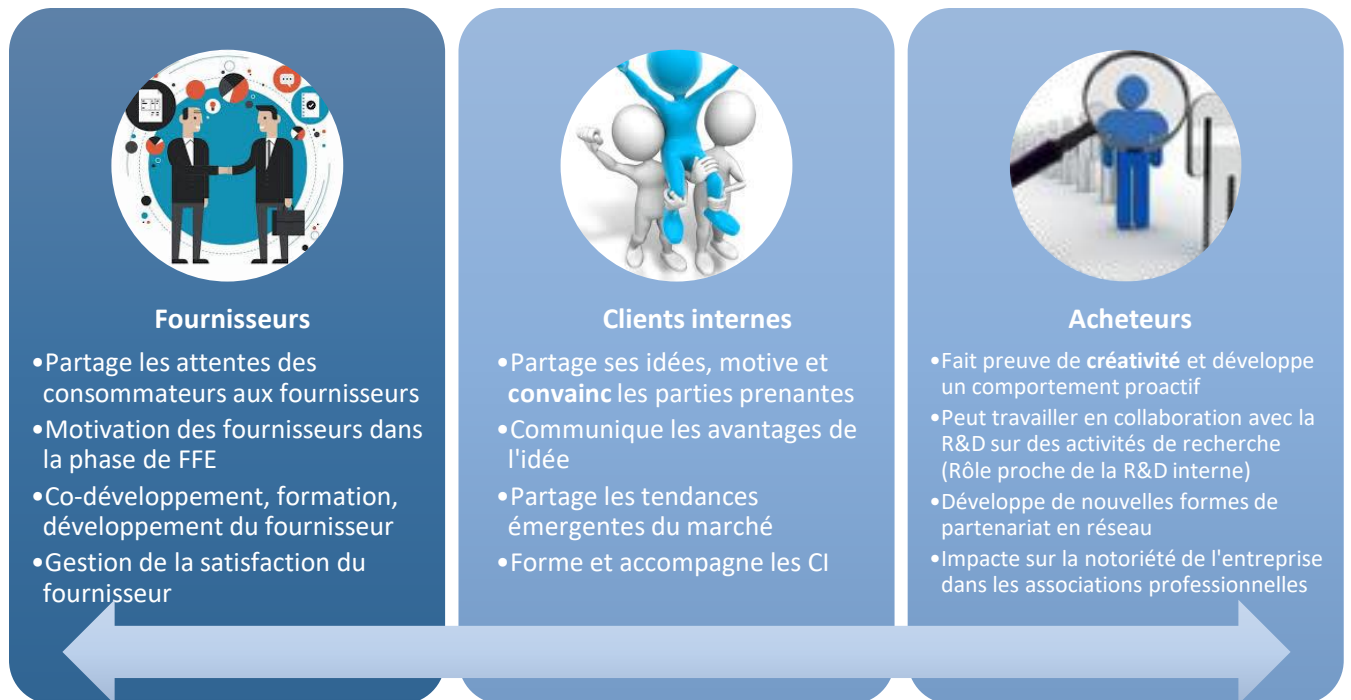 Fournisseurs
•Partage les attentes des
consommateurs aux fournisseurs
•Motivation des fournisseurs dans
la phase de FFE
•Co-développement, formation,
développement du fournisseur
•Gestion de la satisfaction du
fournisseur
Clients internes
•Partage ses idées, motive et
convainc les parties prenantes
•Communique les avantages de
l'idée
•Partage les tendances
émergentes du marché
•Forme et accompagne les CI
Acheteurs
•Fait preuve de créativité et développe
un comportement proactif
•Peut travailler en collaboration avec la
R&D sur des activités de recherche
(Rôle proche de la R&D interne)
•Développe de nouvelles formes de
partenariat en réseau
•Impacte sur la notoriété de l'entreprise
dans les associations professionnelles